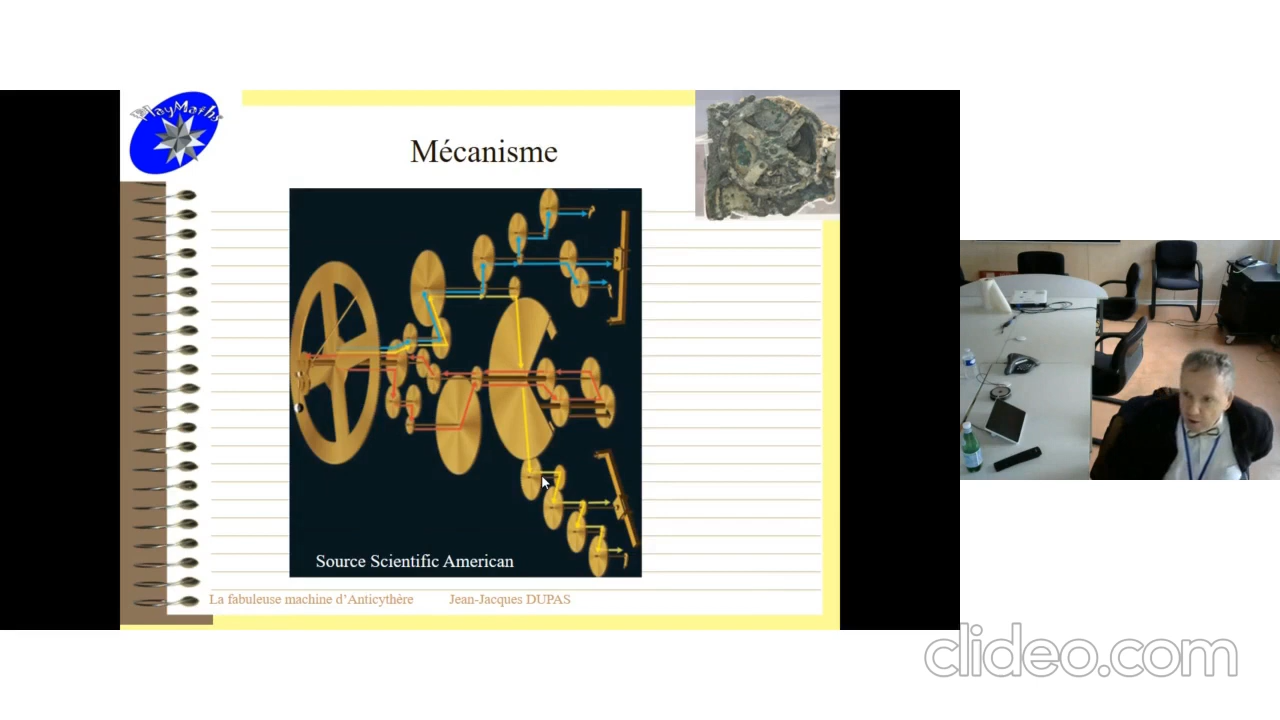 PlayMaths
Mécanisme
Source Scientific American
La fabuleuse machine d'Anticythère Jean-Jacques DUPAS
clideo.com